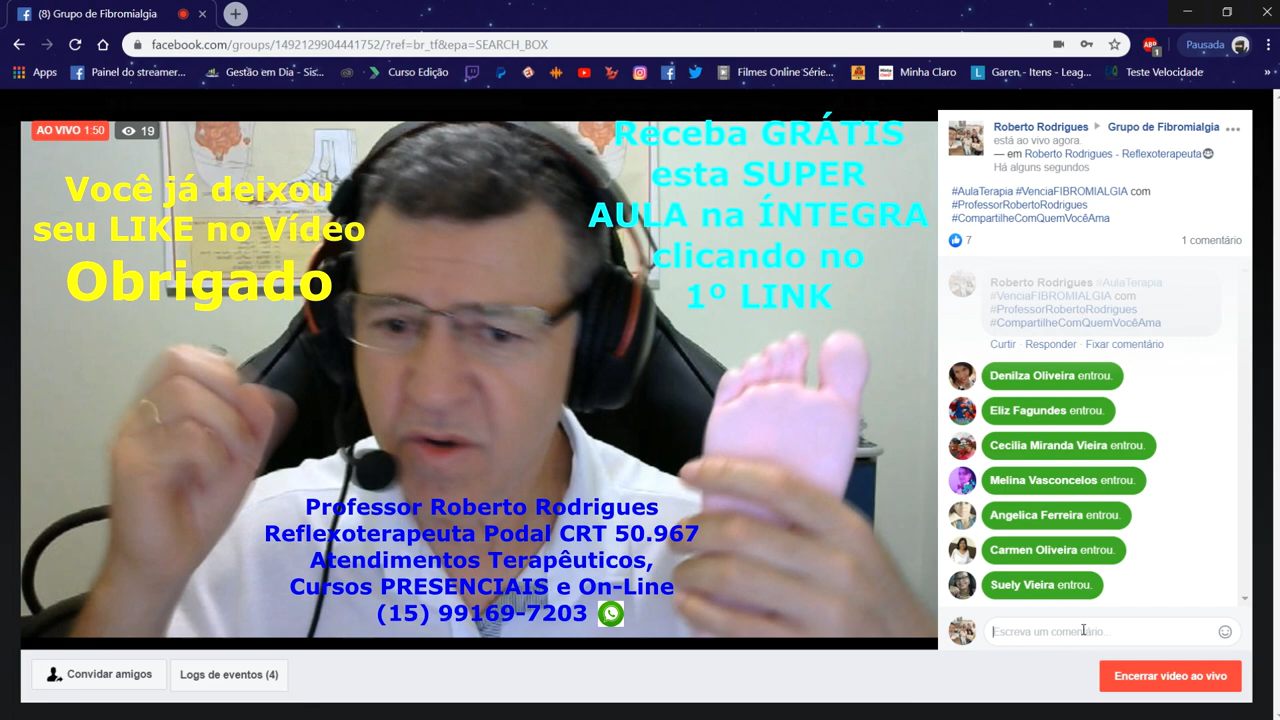 (8) Grupo de Fibromialgia
facebook.com/groups/1492129904441752/?ref=br_tf&epa=SEARCH_BOX
ABP
1
Pausada
Apps
Painel do streamer...
Gestão em Dia - Sis...
Curso Edição
Filmes Online Série...
Minha Claro
Garen - Itens - Leag...
Teste Velocidade
»
AO VIVO 1:50
19
Você já deixou
seu LIKE no Vídeo
Obrigado
Receba GRÁTIS
esta SUPER
AULA na ÍNTEGRA
clicando no
1º LINK
Professor Roberto Rodrigues
Reflexoterapeuta Podal CRT 50.967
Atendimentos Terapêuticos,
Cursos PRESENCIAIS e On-Line
(15) 99169-7203
Roberto Rodrigues ▸ Grupo de Fibromialgia
está ao vivo agora.
— em Roberto Rodrigues - Reflexoterapeuta
Há alguns segundos
#AulaTerapia #VenciaFIBROMIALGIA com
#ProfessorRobertoRodrigues
#CompartilheComQuemVocêAma
7
1 comentário
Roberto Rodrigues #AulaTerapia
#VenciaFIBROMIALGIA com
#ProfessorRobertoRodrigues
#CompartilheComQuemVocêAma
Curtir · Responder · Fixar comentário
Denilza Oliveira entrou.
Eliz Fagundes entrou.
Cecilia Miranda Vieira entrou.
Melina Vasconcelos entrou.
Angelica Ferreira entrou.
Carmen Oliveira entrou.
Suely Vieira entrou.
Escreva um comentário...
Convidar amigos
Logs de eventos (4)
Encerrar vídeo ao vivo